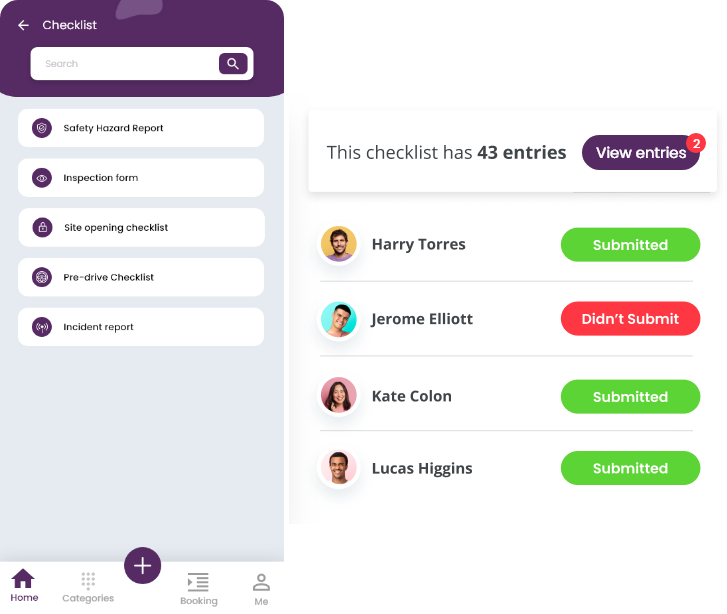 Checklist
Search
Safety Hazard Report
Inspection form
Site opening checklist
Pre-drive Checklist
Incident report
Home
Categories
Booking
Me
This checklist has 43 entries
View entries
2
Harry Torres
Submitted
Jerome Elliott
Didn't Submit
Kate Colon
Submitted
Lucas Higgins
Submitted